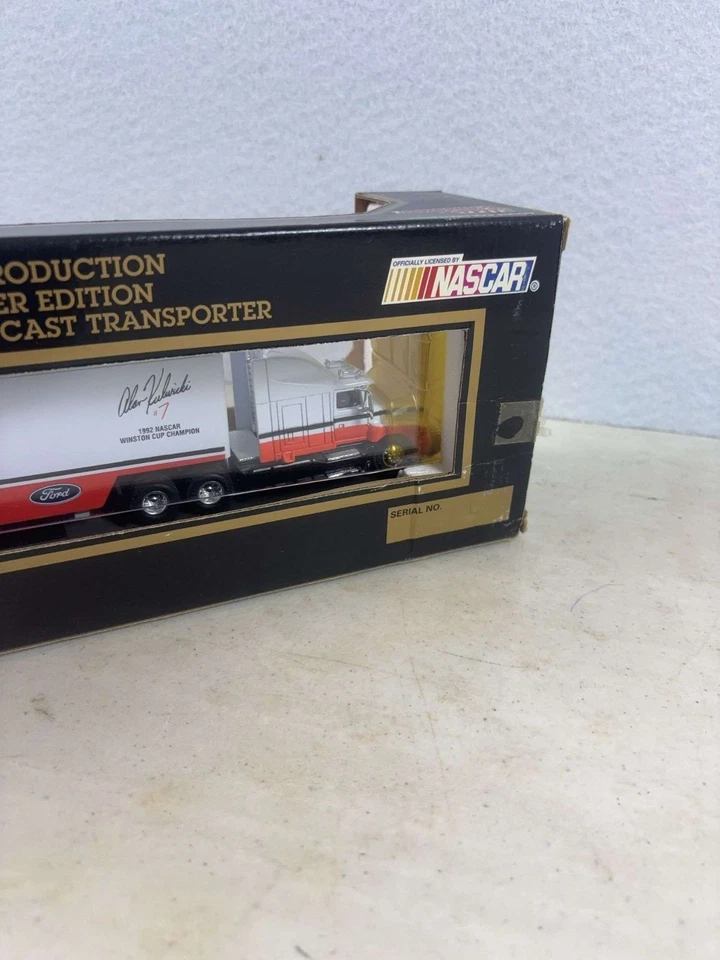 RODUCTION
ER EDITION
CAST TRANSPORTER
OFFICIALLY LICENSED BY
NASCAR®
Alan Kulwicki
#7
1992 NASCAR
WINSTON CUP CHAMPION
Ford
SERIAL NO.